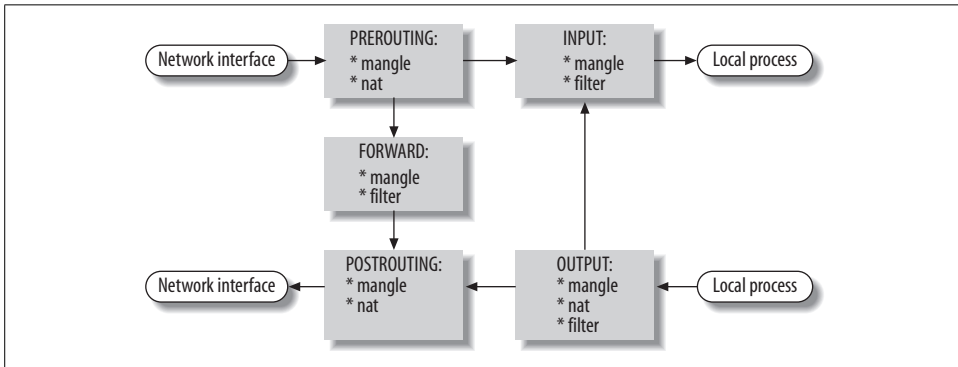 Network interface
PREROUTING:
* mangle
* nat
INPUT:
* mangle
* filter
Local process
FORWARD:
* mangle
* filter
Network interface
POSTROUTING:
* mangle
* nat
OUTPUT:
* mangle
* nat
* filter
Local process